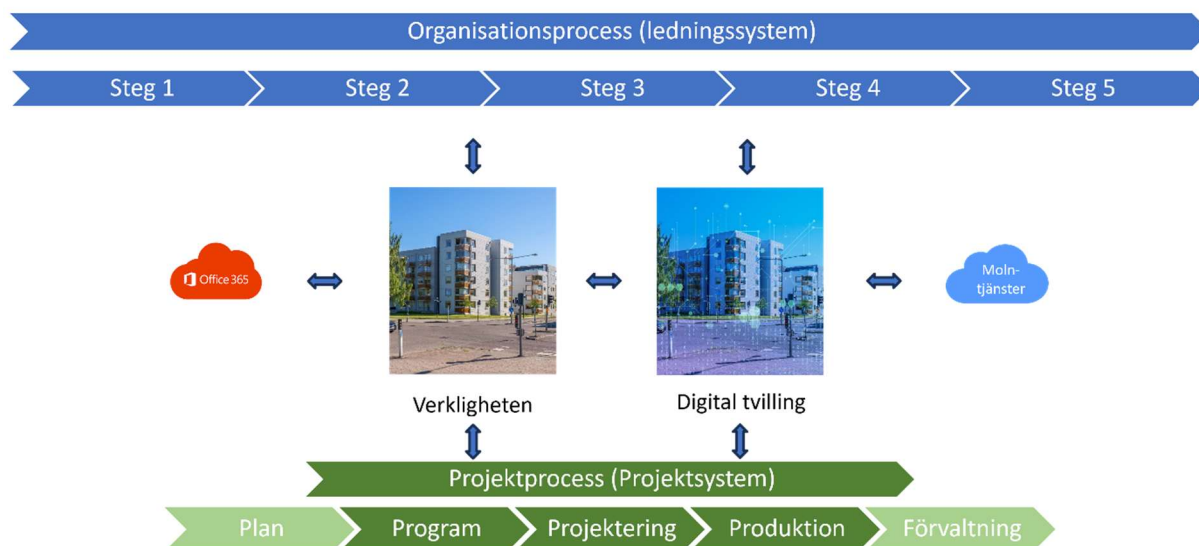 Organisationsprocess (ledningssystem)
Steg 1
Steg 2
Steg 3
Steg 4
Steg 5
Office 365
Moln-
tjänster
Verkligheten
Digital tvilling
Projektprocess (Projektsystem)
Plan
Program
Projektering
Produktion
Förvaltning